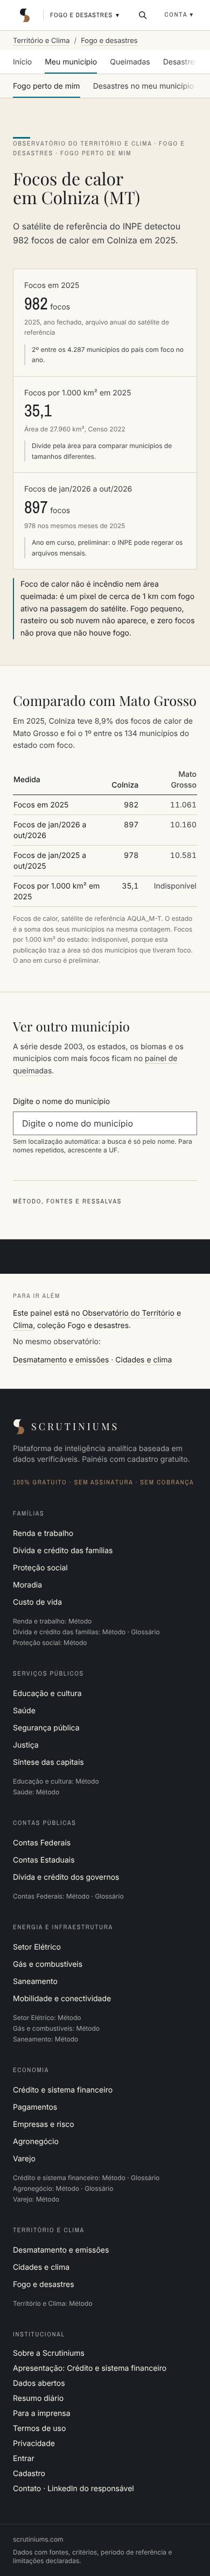 FOGO E DESASTRES ▾
CONTA ▾
Território e Clima / Fogo e desastres
Início Meu município Queimadas Desastre
Fogo perto de mim Desastres no meu município
OBSERVATÓRIO DO TERRITÓRIO E CLIMA · FOGO E
DESASTRES · FOGO PERTO DE MIM
Focos de calor
em Colniza (MT)
O satélite de referência do INPE detectou
982 focos de calor em Colniza em 2025.
Focos em 2025
982 focos
2025, ano fechado, arquivo anual do satélite de
referência
2º entre os 4.287 municípios do país com foco no
ano.
Focos por 1.000 km² em 2025
35,1
Área de 27.960 km², Censo 2022
Divide pela área para comparar municípios de
tamanhos diferentes.
Focos de jan/2026 a out/2026
897 focos
978 nos mesmos meses de 2025
Ano em curso, preliminar: o INPE pode regerar os
arquivos mensais.
Foco de calor não é incêndio nem área
queimada: é um pixel de cerca de 1 km com fogo
ativo na passagem do satélite. Fogo pequeno,
rasteiro ou sob nuvem não aparece, e zero focos
não prova que não houve fogo.
Comparado com Mato Grosso
Em 2025, Colniza teve 8,9% dos focos de calor de
Mato Grosso e foi o 1º entre os 134 municípios do
estado com foco.
Medida Colniza Mato
Grosso
Focos em 2025 982 11.061
Focos de jan/2026 a
out/2026 897 10.160
Focos de jan/2025 a
out/2025 978 10.581
Focos por 1.000 km² em
2025 35,1 Indisponível
Focos de calor, satélite de referência AQUA_M-T. O estado
é a soma dos seus municípios na mesma contagem. Focos
por 1.000 km² do estado: indisponível, porque esta
publicação traz a área só dos municípios que tiveram foco.
O ano em curso é preliminar.
Ver outro município
A série desde 2003, os estados, os biomas e os
municípios com mais focos ficam no painel de
queimadas.
Digite o nome do município
Digite o nome do município
Sem localização automática: a busca é só pelo nome. Para
nomes repetidos, acrescente a UF.
MÉTODO, FONTES E RESSALVAS
PARA IR ALÉM
Este painel está no Observatório do Território e
Clima, coleção Fogo e desastres.
No mesmo observatório:
Desmatamento e emissões · Cidades e clima
SCRUTINIUMS
Plataforma de inteligência analítica baseada em
dados verificáveis. Painéis com cadastro gratuito.
100% GRATUITO · SEM ASSINATURA · SEM COBRANÇA
FAMÍLIAS
Renda e trabalho
Dívida e crédito das famílias
Proteção social
Moradia
Custo de vida
Renda e trabalho: Método
Dívida e crédito das famílias: Método · Glossário
Proteção social: Método
SERVIÇOS PÚBLICOS
Educação e cultura
Saúde
Segurança pública
Justiça
Síntese das capitais
Educação e cultura: Método
Saúde: Método
CONTAS PÚBLICAS
Contas Federais
Contas Estaduais
Dívida e crédito dos governos
Contas Federais: Método · Glossário
ENERGIA E INFRAESTRUTURA
Setor Elétrico
Gás e combustíveis
Saneamento
Mobilidade e conectividade
Setor Elétrico: Método
Gás e combustíveis: Método
Saneamento: Método
ECONOMIA
Crédito e sistema financeiro
Pagamentos
Empresas e risco
Agronegócio
Varejo
Crédito e sistema financeiro: Método · Glossário
Agronegócio: Método · Glossário
Varejo: Método
TERRITÓRIO E CLIMA
Desmatamento e emissões
Cidades e clima
Fogo e desastres
Território e Clima: Método
INSTITUCIONAL
Sobre a Scrutiniums
Apresentação: Crédito e sistema financeiro
Dados abertos
Resumo diário
Para a imprensa
Termos de uso
Privacidade
Entrar
Cadastro
Contato · LinkedIn do responsável
scrutiniums.com
Dados com fontes, critérios, período de referência e
limitações declaradas.